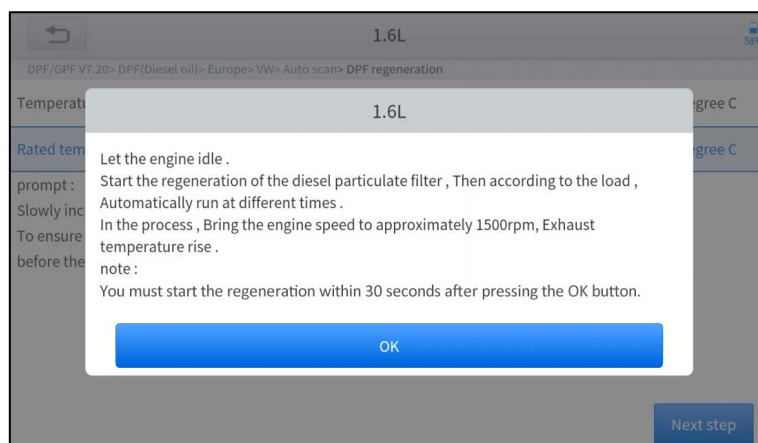 1.6L
58%
DPF/GPF V7.20> DPF(Diesel oil)> Europe> VW> Auto scan> DPF regeneration
Temperatu
egree C
1.6L
Rated tem
egree C
Let the engine idle .
Start the regeneration of the diesel particulate filter , Then according to the load ,
Automatically run at different times .
In the process , Bring the engine speed to approximately 1500rpm, Exhaust
temperature rise .
note :
You must start the regeneration within 30 seconds after pressing the OK button.
OK
prompt :
Slowly inc
To ensure
before the
Next step